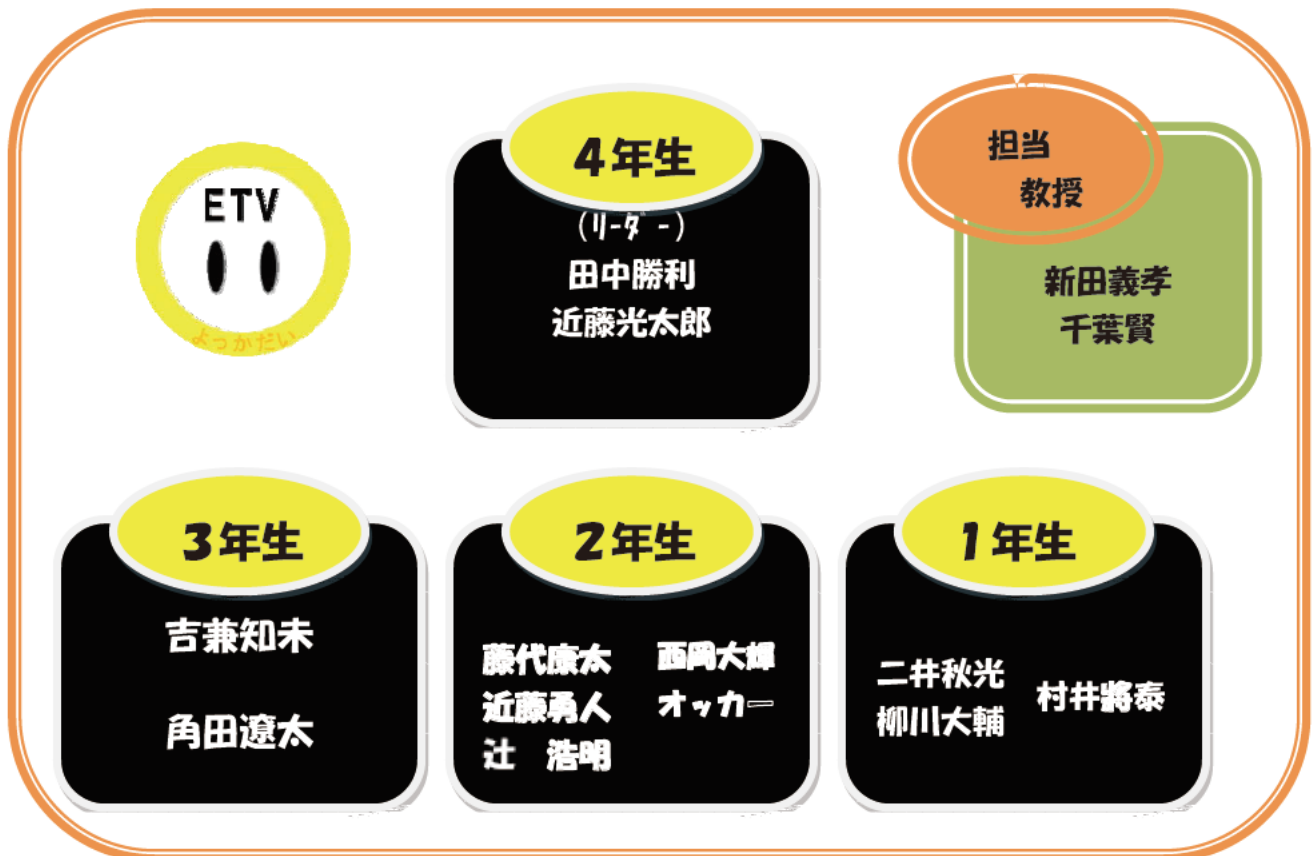 ETV
よっかだい
4年生
(リーダー)
田中勝利
近藤光太郎
担当
教授
新田義孝
千葉賢
3年生
吉兼知未
角田遼太
2年生
藤代康太
近藤勇人
辻　浩明
西岡大輝
オッカー
1年生
二井秋光
柳川大輔
村井將泰